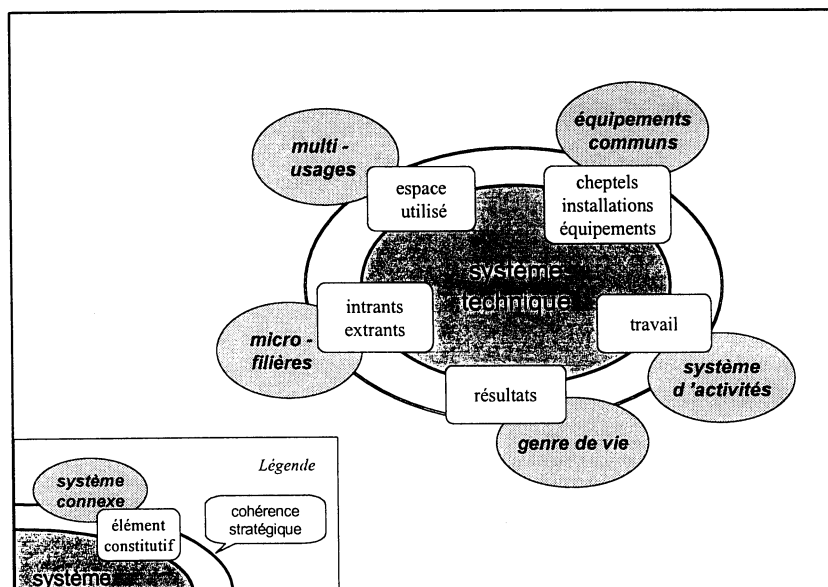 équipements
communs
multi -
usages
espace
utilisé
cheptels
installations
équipements
système
technique
intrants
extrants
travail
micro -
filières
résultats
système
d 'activités
genre de vie
Légende
système
connexe
élément
constitutif
cohérence
stratégique
système